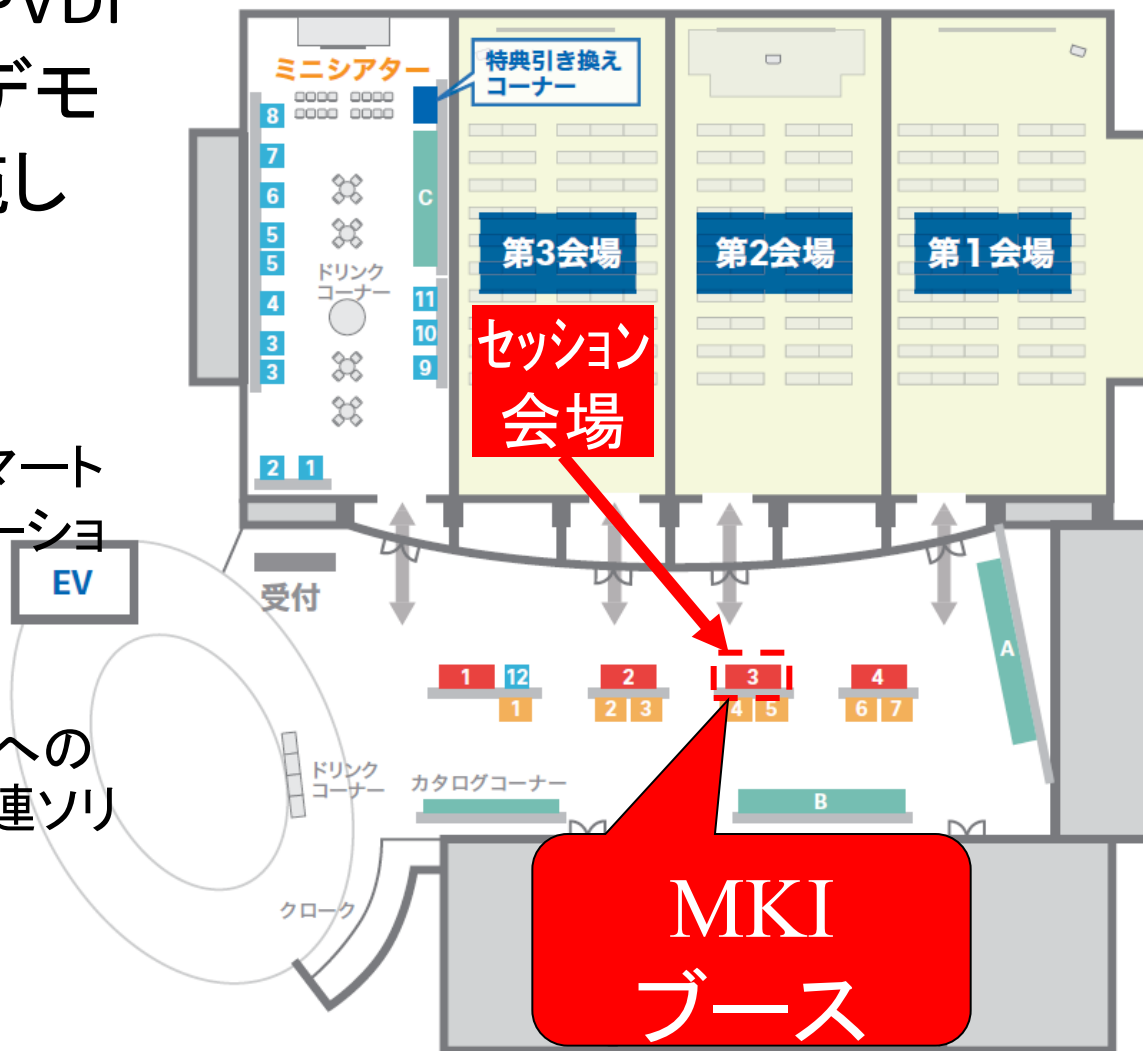 VDI
デモ
施し
マート
ーショ
への
連ソリ
ミニシアター
特典引き換え
コーナー
8
7
6
5
5
4
3
3
2 1
C
11
10
9
ドリンク
コーナー
第3会場
第2会場
第1会場
セッション
会場
EV
受付
1 12
1
2
2 3
3
4 5
4
6 7
A
ドリンク
コーナー
カタログコーナー
B
クローク
MKI
ブース